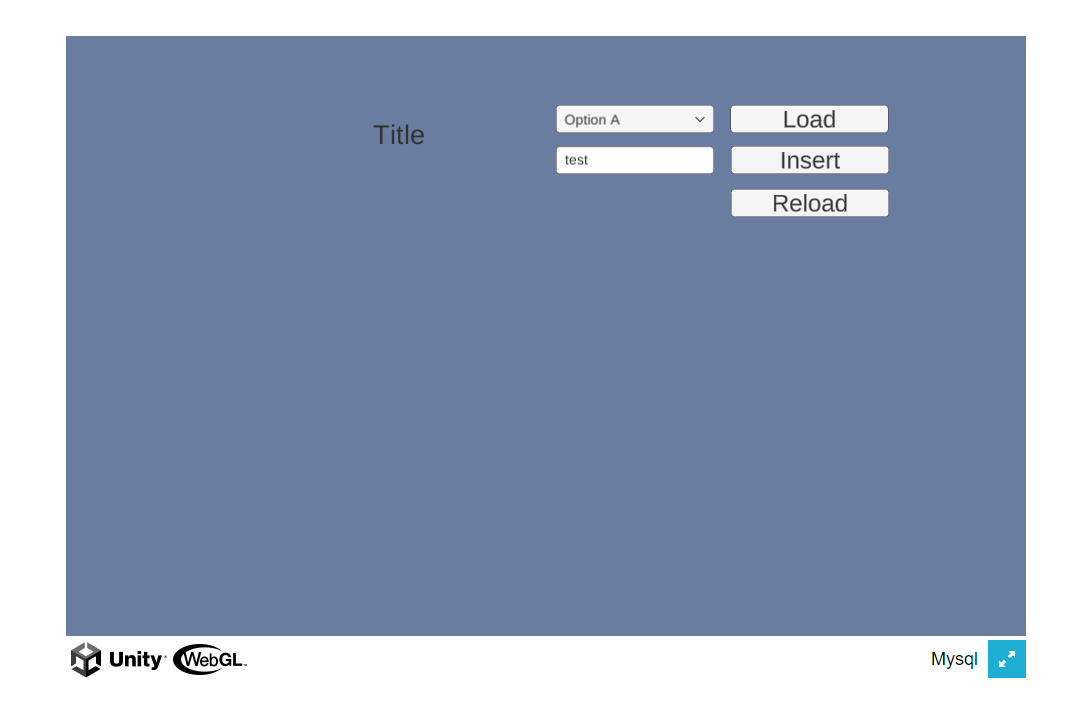 Title
Option A
Load
test
Insert
Reload
Unity
WebGL
Mysql